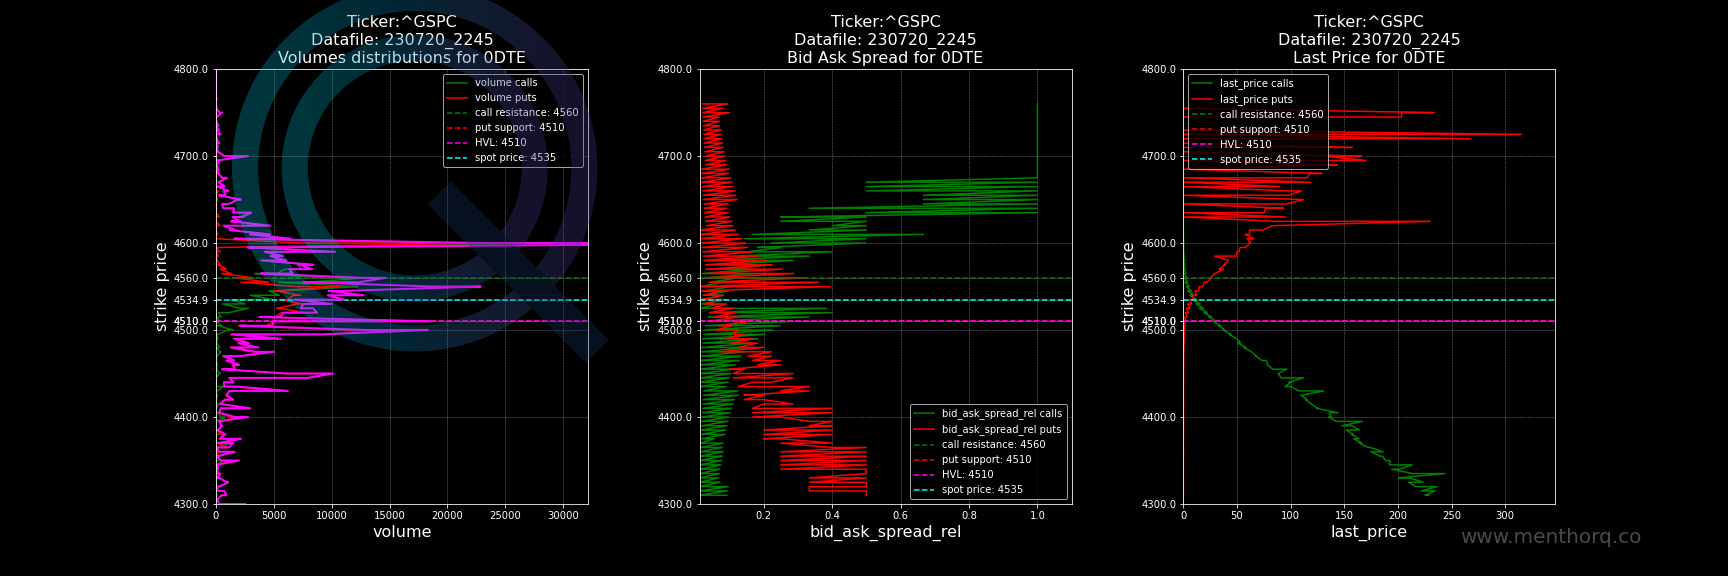 Ticker:^GSPC
Datafile: 230720_2245
Volumes distributions for 0DTE
4800.0
4700.0
4600.0
4560.0
4534.9
4510.0
4500.0
4400.0
4300.0
strike price
volume calls
volume puts
call resistance: 4560
put support: 4510
HVL: 4510
spot price: 4535
0 5000 10000 15000 20000 25000 30000
volume
Ticker:^GSPC
Datafile: 230720_2245
Bid Ask Spread for 0DTE
4800.0
4700.0
4600.0
4560.0
4534.9
4510.0
4500.0
4400.0
4300.0
strike price
bid_ask_spread_rel calls
bid_ask_spread_rel puts
call resistance: 4560
put support: 4510
HVL: 4510
spot price: 4535
0.2 0.4 0.6 0.8 1.0
bid_ask_spread_rel
Ticker:^GSPC
Datafile: 230720_2245
Last Price for 0DTE
4800.0
4700.0
4600.0
4560.0
4534.9
4510.0
4500.0
4400.0
4300.0
strike price
last_price calls
last_price puts
call resistance: 4560
put support: 4510
HVL: 4510
spot price: 4535
0 50 100 150 200 250 300
last_price
www.menthorq.co